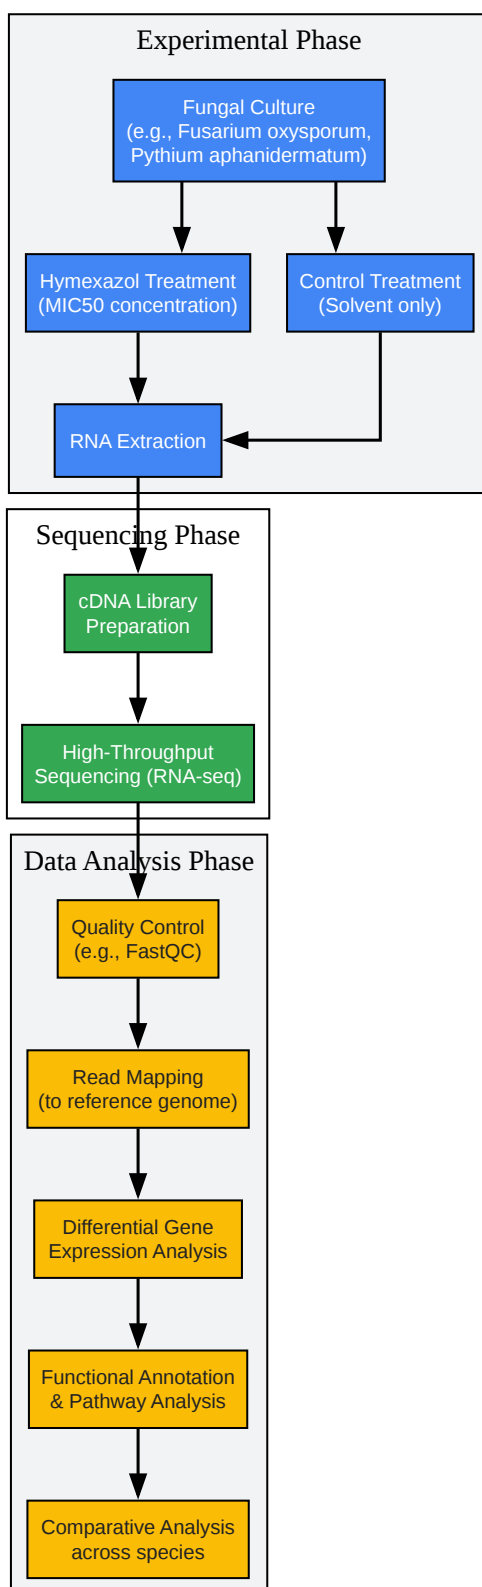 Experimental Phase
Fungal Culture
(e.g., Fusarium oxysporum,
Pythium aphanidermatum)
Hymexazol Treatment
(MIC50 concentration)
Control Treatment
(Solvent only)
RNA Extraction
Sequencing Phase
cDNA Library
Preparation
High-Throughput
Sequencing (RNA-seq)
Data Analysis Phase
Quality Control
(e.g., FastQC)
Read Mapping
(to reference genome)
Differential Gene
Expression Analysis
Functional Annotation
& Pathway Analysis
Comparative Analysis
across species